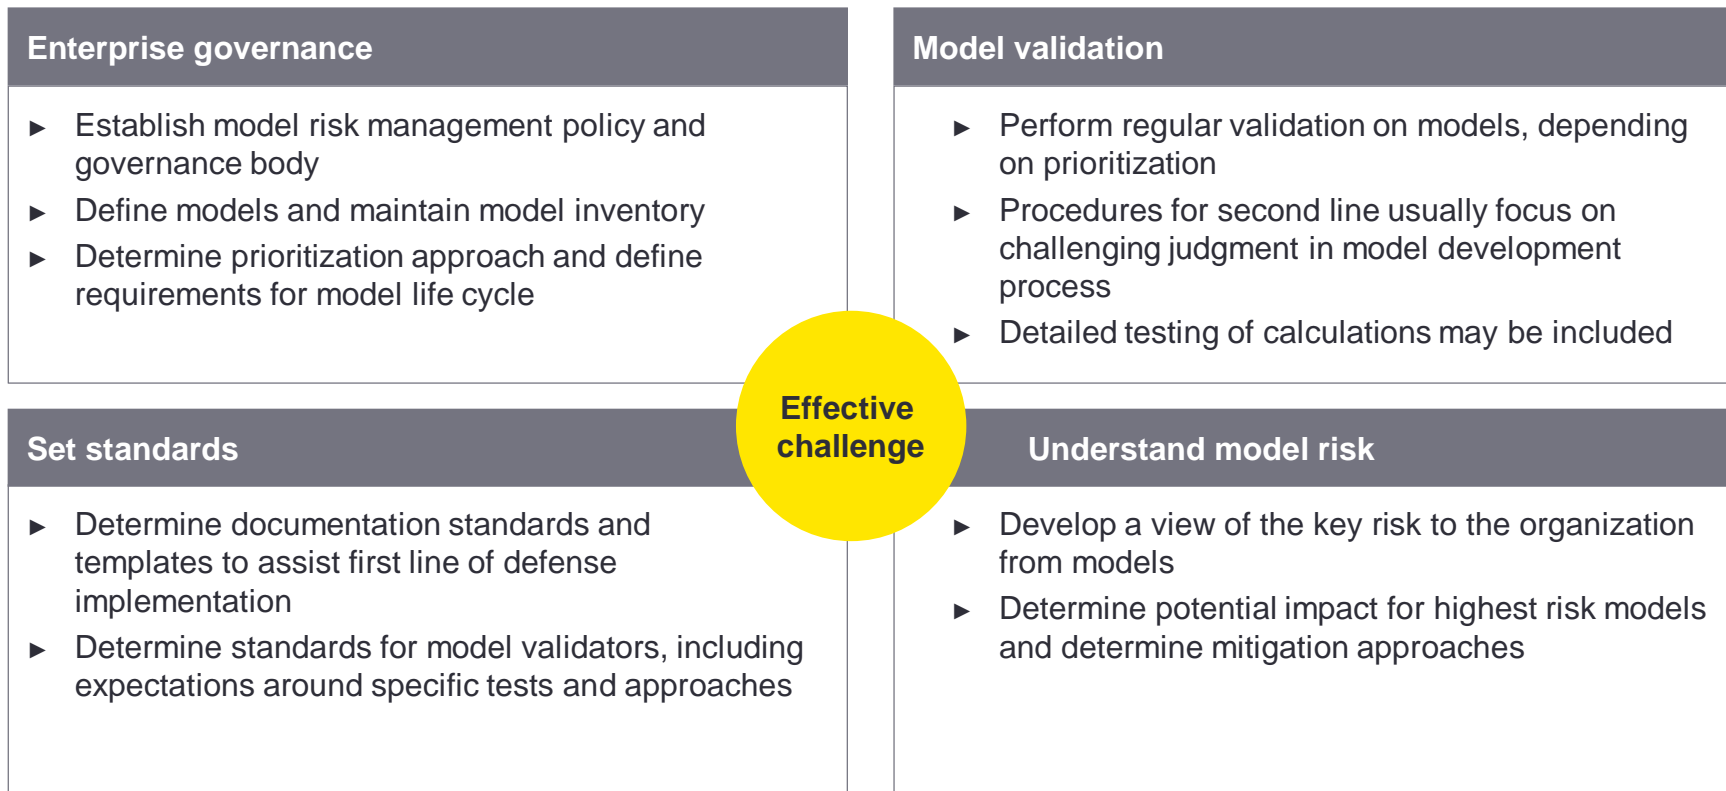 Enterprise governance
► Establish model risk management policy and
governance body
► Define models and maintain model inventory
► Determine prioritization approach and define
requirements for model life cycle
Model validation
► Perform regular validation on models, depending
on prioritization
► Procedures for second line usually focus on
challenging judgment in model development
process
► Detailed testing of calculations may be included
Effective
challenge
Set standards
► Determine documentation standards and
templates to assist first line of defense
implementation
► Determine standards for model validators, including
expectations around specific tests and approaches
Understand model risk
► Develop a view of the key risk to the organization
from models
► Determine potential impact for highest risk models
and determine mitigation approaches